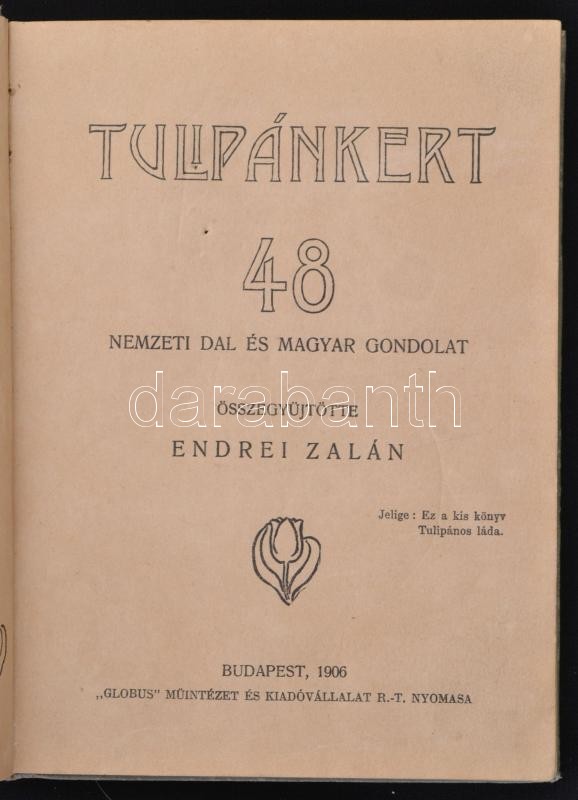 TULIPÁNKERT
48
NEMZETI DAL ÉS MAGYAR GONDOLAT
darabanth
ÖSSZEGYŰJTÖTTE
ENDREI ZALÁN
Jelige : Ez a kis könyv
Tulipános láda.
BUDAPEST, 1906
„GLOBUS" MŰINTÉZET ÉS KIADÓVÁLLALAT R.-T. NYOMASA